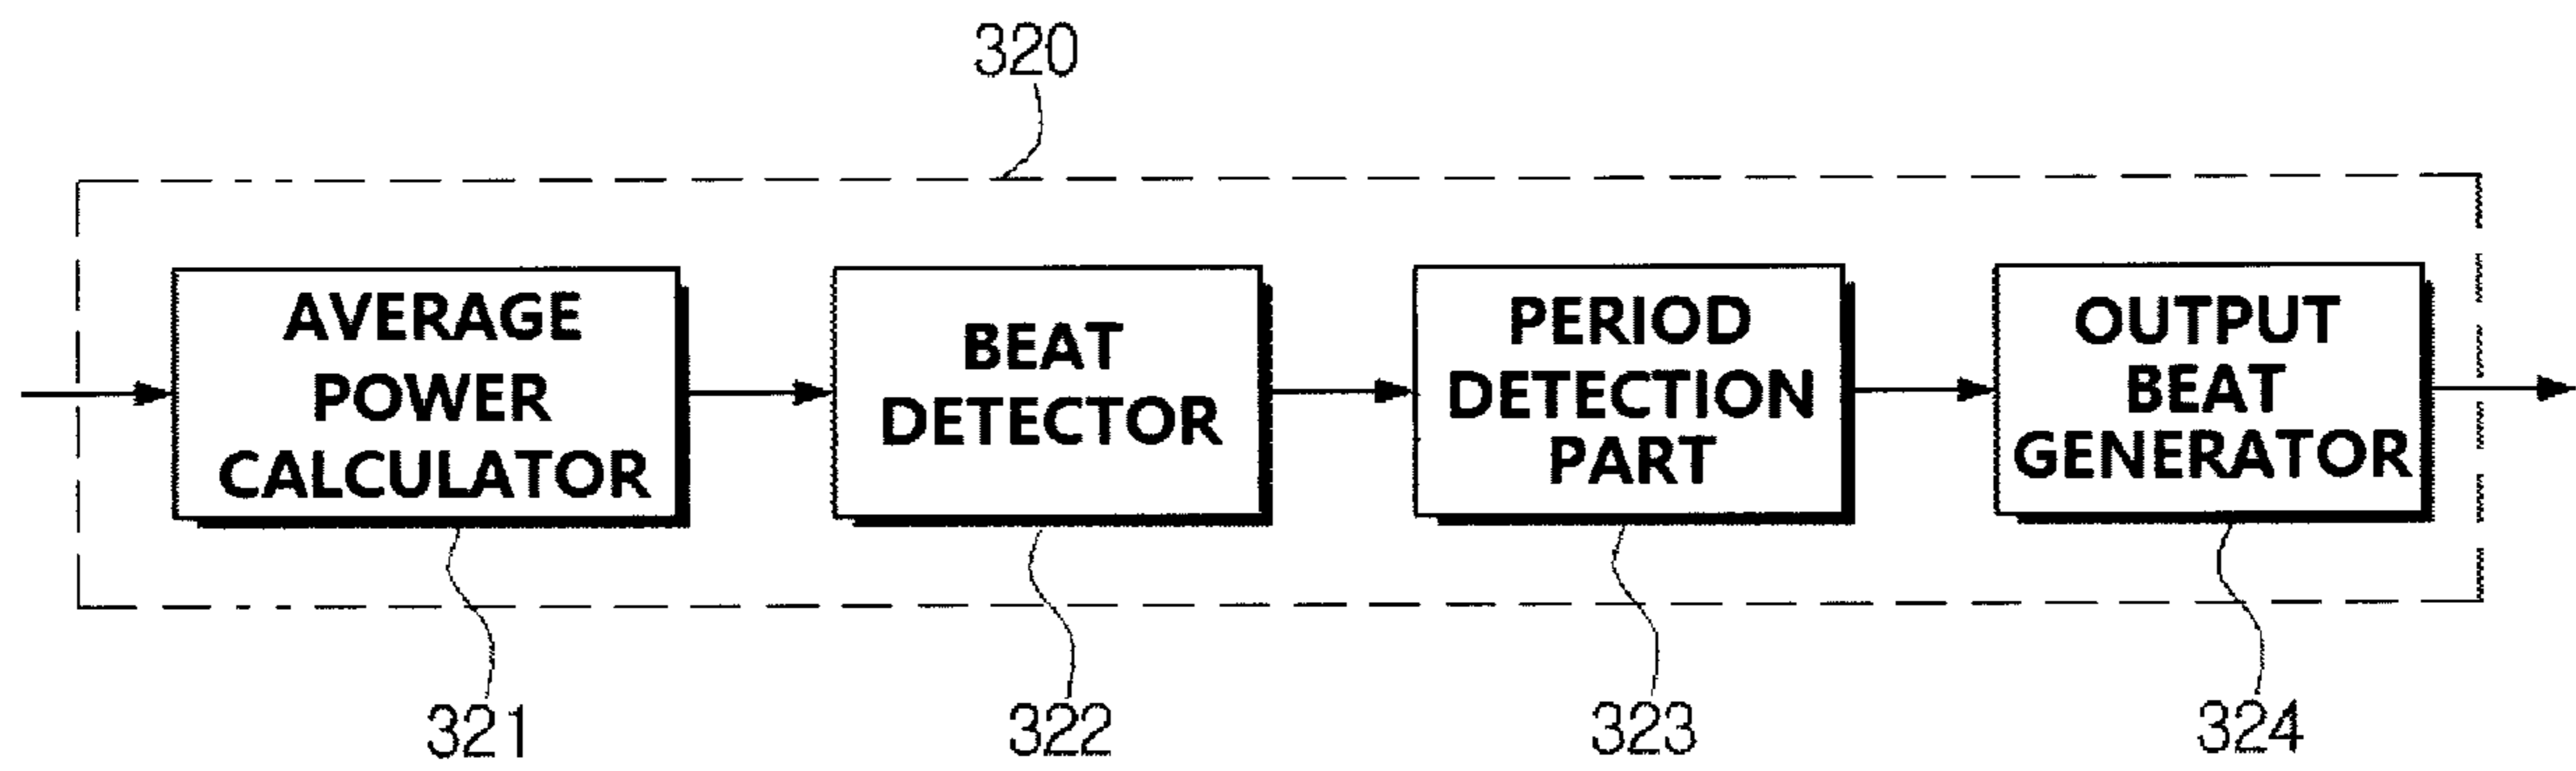 320
AVERAGE
POWER
CALCULATOR
BEAT
DETECTOR
PERIOD
DETECTION
PART
OUTPUT
BEAT
GENERATOR
321
322
323
324